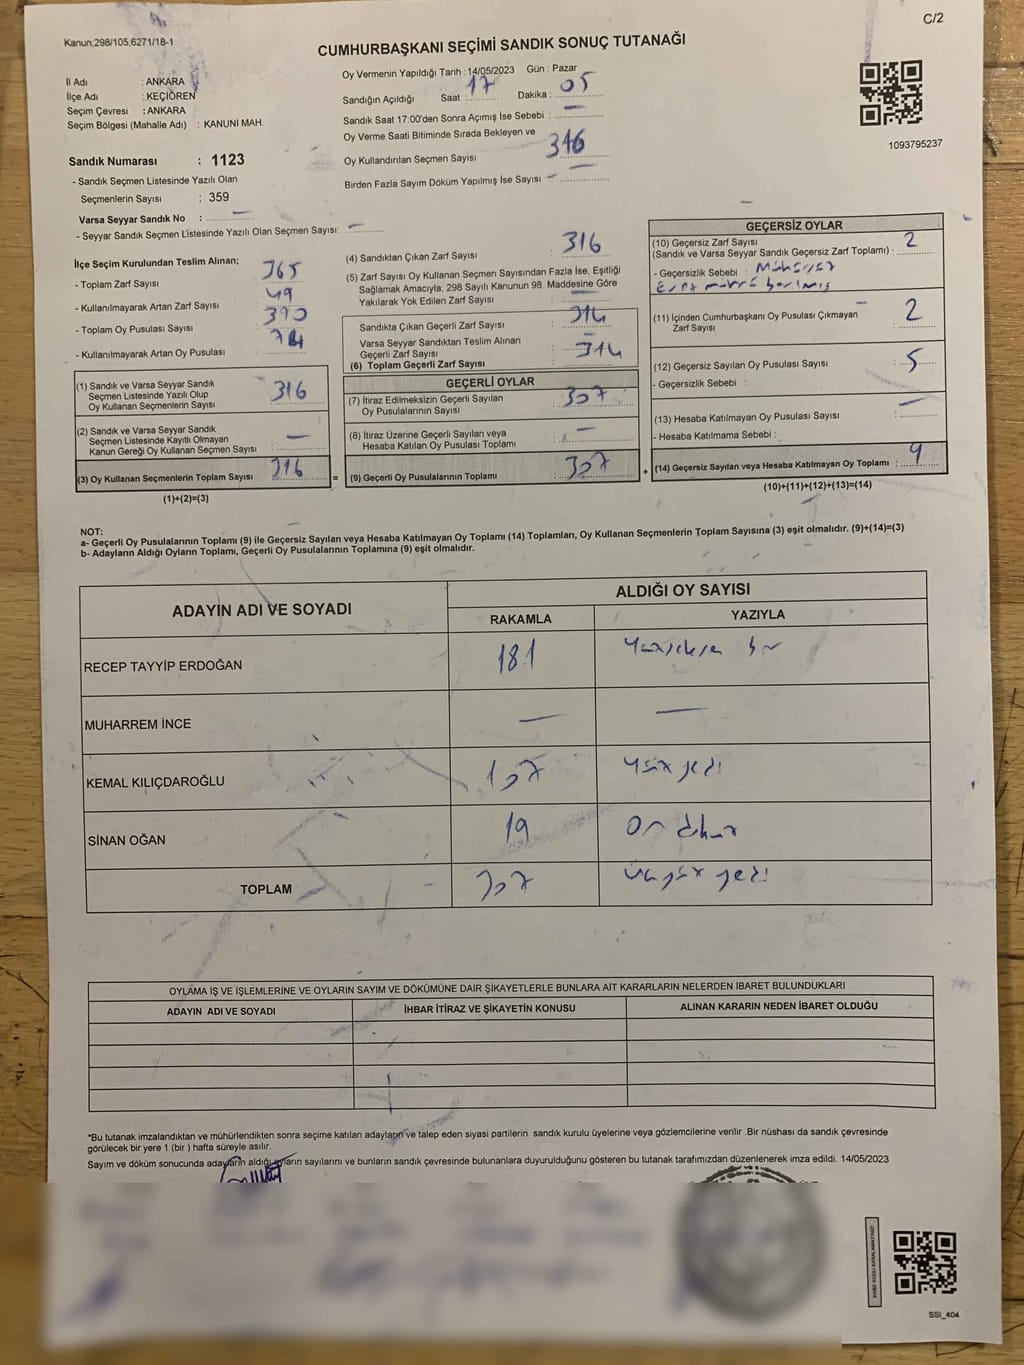 C/2
Kanun;298/105;6271/18-1
CUMHURBAŞKANI SEÇİMİ SANDIK SONUÇ TUTANAĞI
İl Adı : ANKARA
İlçe Adı : KEÇİÖREN
Seçim Çevresi : ANKARA
Seçim Bölgesi (Mahalle Adı) : KANUNİ MAH.
Oy Vermenin Yapıldığı Tarih : 14/05/2023 Gün : Pazar
Sandığın Açıldığı Saat : 17 Dakika : 05
Sandık Saat 17:00'den Sonra Açımış İse Sebebi : —
Oy Verme Saati Bitiminde Sırada Bekleyen ve
Oy Kullandırılan Seçmen Sayısı 316
Birden Fazla Sayım Döküm Yapılmış İse Sayısı —
1093795237
Sandık Numarası : 1123
- Sandık Seçmen Listesinde Yazılı Olan
Seçmenlerin Sayısı : 359
Varsa Seyyar Sandık No : —
- Seyyar Sandık Seçmen Listesinde Yazılı Olan Seçmen Sayısı: —
İlçe Seçim Kurulundan Teslim Alınan;
- Toplam Zarf Sayısı 365
- Kullanılmayarak Artan Zarf Sayısı 49
- Toplam Oy Pusulası Sayısı 390
- Kullanılmayarak Artan Oy Pusulası
(1) Sandık ve Varsa Seyyar Sandık
Seçmen Listesinde Yazılı Olup
Oy Kullanan Seçmenlerin Sayısı 316
(2) Sandık ve Varsa Seyyar Sandık
Seçmen Listesinde Kayıtlı Olmayan
Kanun Gereği Oy Kullanan Seçmen Sayısı : —
(3) Oy Kullanan Seçmenlerin Toplam Sayısı 316
(1)+(2)=(3)
=
(4) Sandıktan Çıkan Zarf Sayısı 316
(5) Zarf Sayısı Oy Kullanan Seçmen Sayısından Fazla İse, Eşitliği
Sağlamak Amacıyla; 298 Sayılı Kanunun 98. Maddesine Göre
Yakılarak Yok Edilen Zarf Sayısı —
Sandıkta Çıkan Geçerli Zarf Sayısı : 314
Varsa Seyyar Sandıktan Teslim Alınan
Geçerli Zarf Sayısı : —
(6) Toplam Geçerli Zarf Sayısı 314
GEÇERLİ OYLAR
(7) İtiraz Edilmeksizin Geçerli Sayılan
Oy Pusulalarının Sayısı 307
(8) İtiraz Üzerine Geçerli Sayılan veya
Hesaba Katılan Oy Pusulası Toplamı : —
(9) Geçerli Oy Pusulalarının Toplamı 307
+
GEÇERSİZ OYLAR
(10) Geçersiz Zarf Sayısı
(Sandık ve Varsa Seyyar Sandık Geçersiz Zarf Toplamı) : 2
- Geçersizlik Sebebi :
(11) İçinden Cumhurbaşkanı Oy Pusulası Çıkmayan
Zarf Sayısı 2
(12) Geçersiz Sayılan Oy Pusulası Sayısı : 5
- Geçersizlik Sebebi :
(13) Hesaba Katılmayan Oy Pusulası Sayısı : —
- Hesaba Katılmama Sebebi :
(14) Geçersiz Sayılan veya Hesaba Katılmayan Oy Toplamı : 9
(10)+(11)+(12)+(13)=(14)
NOT:
a- Geçerli Oy Pusulalarının Toplamı (9) ile Geçersiz Sayılan veya Hesaba Katılmayan Oy Toplamı (14) Toplamları, Oy Kullanan Seçmenlerin Toplam Sayısına (3) eşit olmalıdır. (9)+(14)=(3)
b- Adayların Aldığı Oyların Toplamı, Geçerli Oy Pusulalarının Toplamına (9) eşit olmalıdır.
ADAYIN ADI VE SOYADI ALDIĞI OY SAYISI
RAKAMLA YAZIYLA
RECEP TAYYİP ERDOĞAN 181 Yüzseksen bir
MUHARREM İNCE — —
KEMAL KILIÇDAROĞLU 107 Yüz yedi
SİNAN OĞAN 19 On dokuz
TOPLAM 307 üçyüz yedi
OYLAMA İŞ VE İŞLEMLERİNE VE OYLARIN SAYIM VE DÖKÜMÜNE DAİR ŞİKAYETLERLE BUNLARA AİT KARARLARIN NELERDEN İBARET BULUNDUKLARI
ADAYIN ADI VE SOYADI İHBAR İTİRAZ VE ŞİKAYETİN KONUSU ALINAN KARARIN NEDEN İBARET OLDUĞU
*Bu tutanak imzalandıktan ve mühürlendikten sonra seçime katılan adayların ve talep eden siyasi partilerin sandık kurulu üyelerine veya gözlemcilerine verilir .Bir nüshası da sandık çevresinde
görülecek bir yere 1 (bir ) hafta süreyle asılır.
Sayım ve döküm sonucunda adayların aldığı oyların sayılarını ve bunların sandık çevresinde bulunanlara duyurulduğunu gösteren bu tutanak tarafımızdan düzenlenerek imza edildi. 14/05/2023
SSI_404